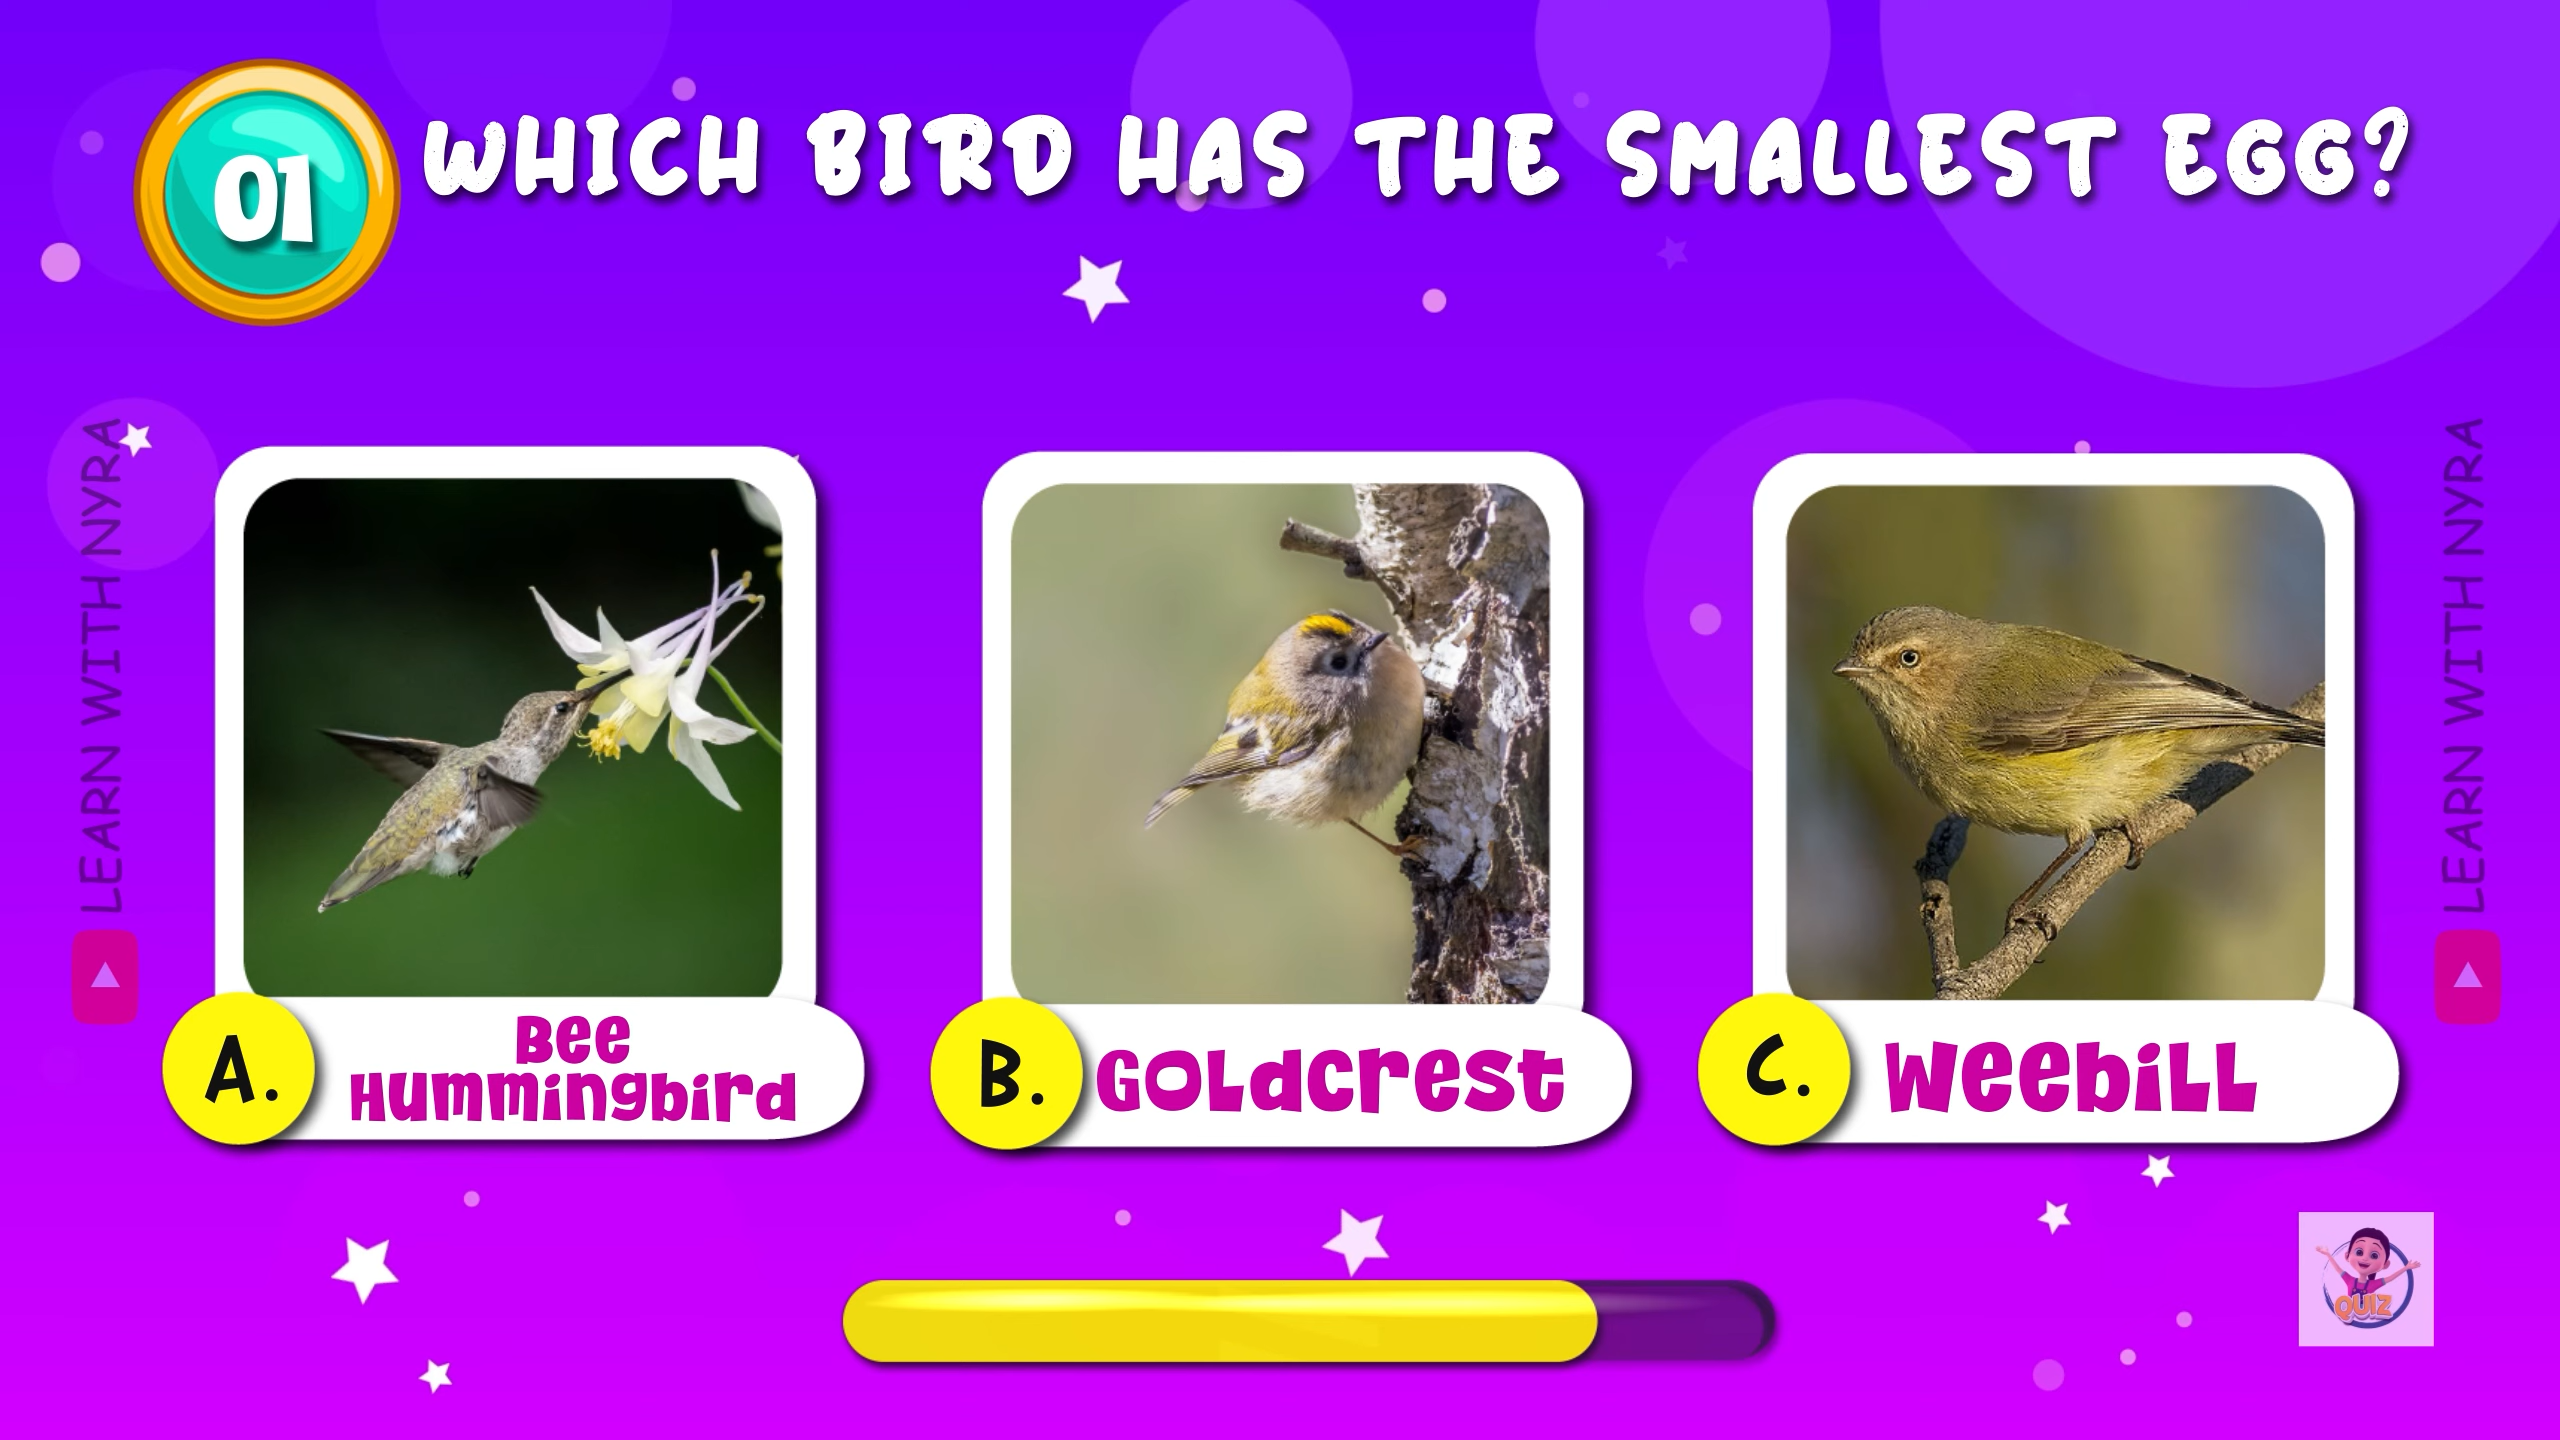 01
WHICH BIRD HAS THE SMALLEST EGG?
LEARN WITH NYRA
LEARN WITH NYRA
A.
Bee
Hummingbird
B.
Goldcrest
C.
Weebill
QUIZ